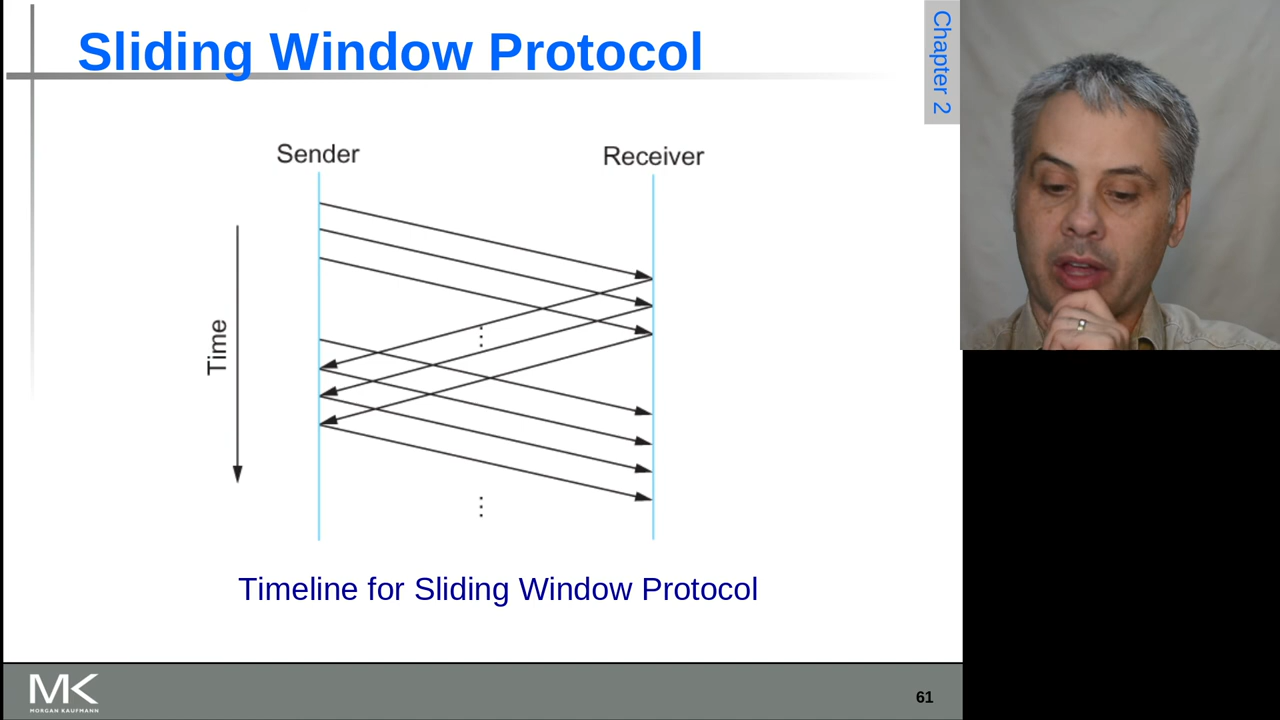 Sliding Window Protocol
Chapter 2
Sender
Receiver
Time
Timeline for Sliding Window Protocol
MK
MORGAN KAUFMANN
61